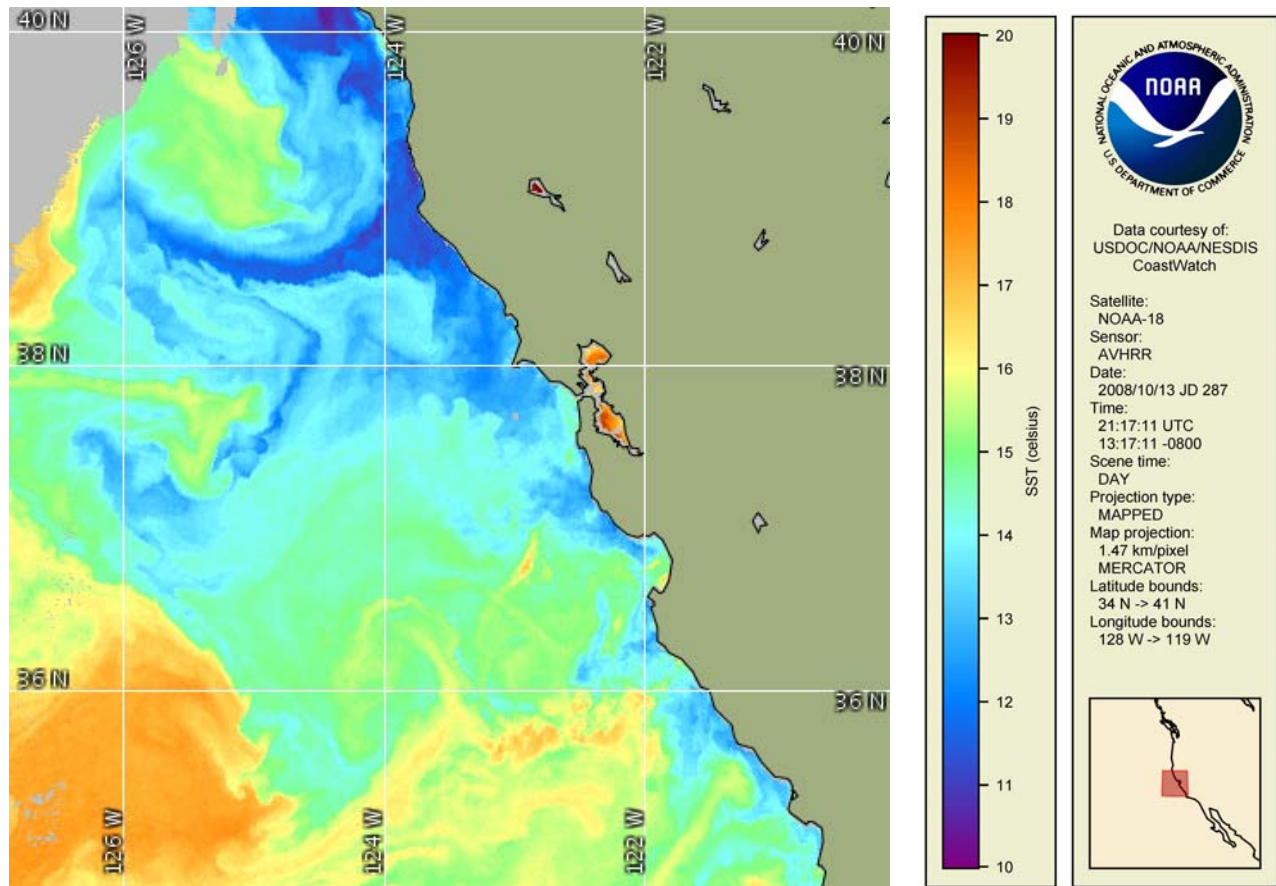 40 N
126 W
124 W
122 W
40 N
38 N
38 N
36 N
36 N
126 W
124 W
122 W
20
19
18
17
16
15
14
13
12
11
10
SST (celsius)
NATIONAL OCEANIC AND ATMOSPHERIC ADMINISTRATION
NOAA
U.S. DEPARTMENT OF COMMERCE
Data courtesy of:
USDOC/NOAA/NESDIS
CoastWatch
Satellite:
NOAA-18
Sensor:
AVHRR
Date:
2008/10/13 JD 287
Time:
21:17:11 UTC
13:17:11 -0800
Scene time:
DAY
Projection type:
MAPPED
Map projection:
1.47 km/pixel
MERCATOR
Latitude bounds:
34 N -> 41 N
Longitude bounds:
128 W -> 119 W